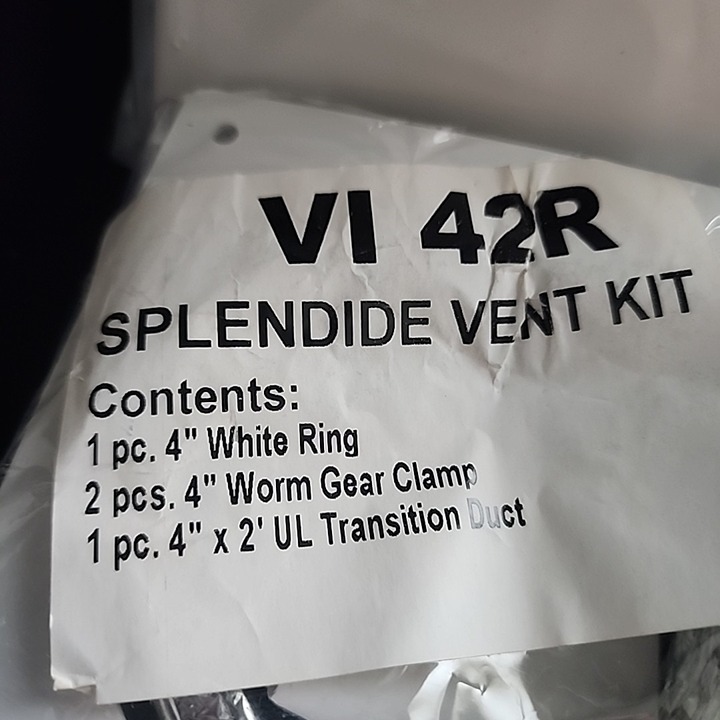 VI 42R
SPLENDIDE VENT KIT
Contents:
1 pc. 4" White Ring
2 pcs. 4" Worm Gear Clamp
1 pc. 4" x 2' UL Transition Duct